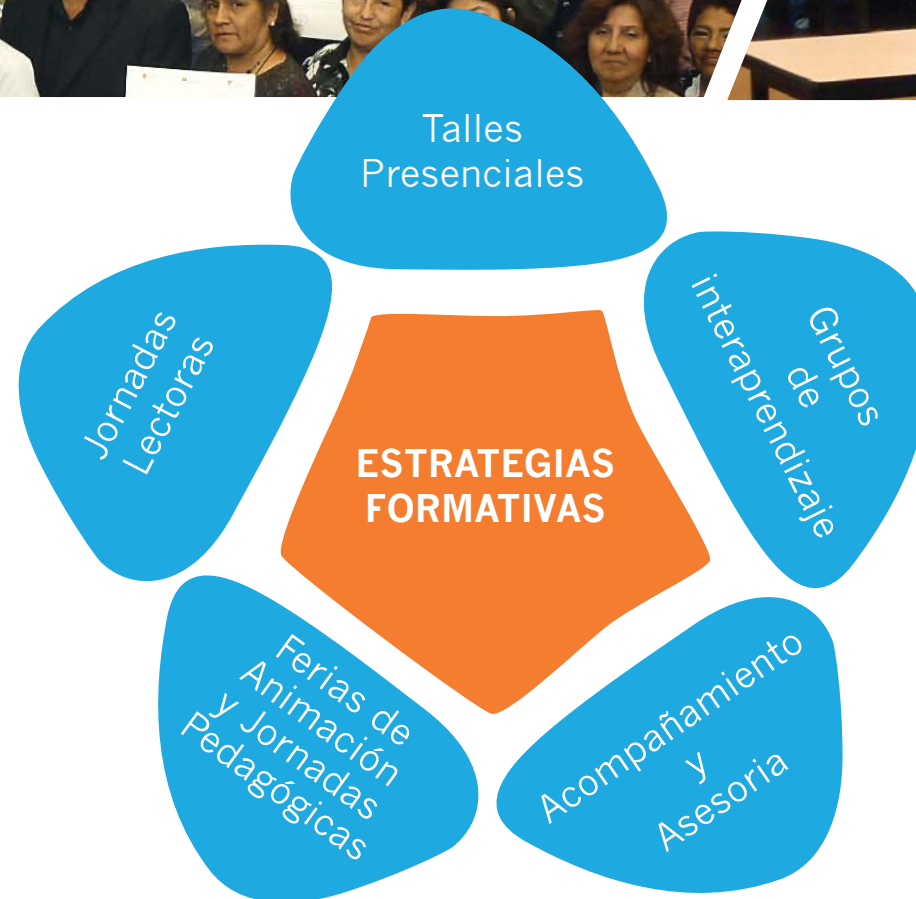 Talles
Presenciales
Grupos
de
interaprendizaje
Acompañamiento
y
Asesoria
Ferias de
Animación
y Jornadas
Pedagógicas
Jornadas
Lectoras
ESTRATEGIAS
FORMATIVAS